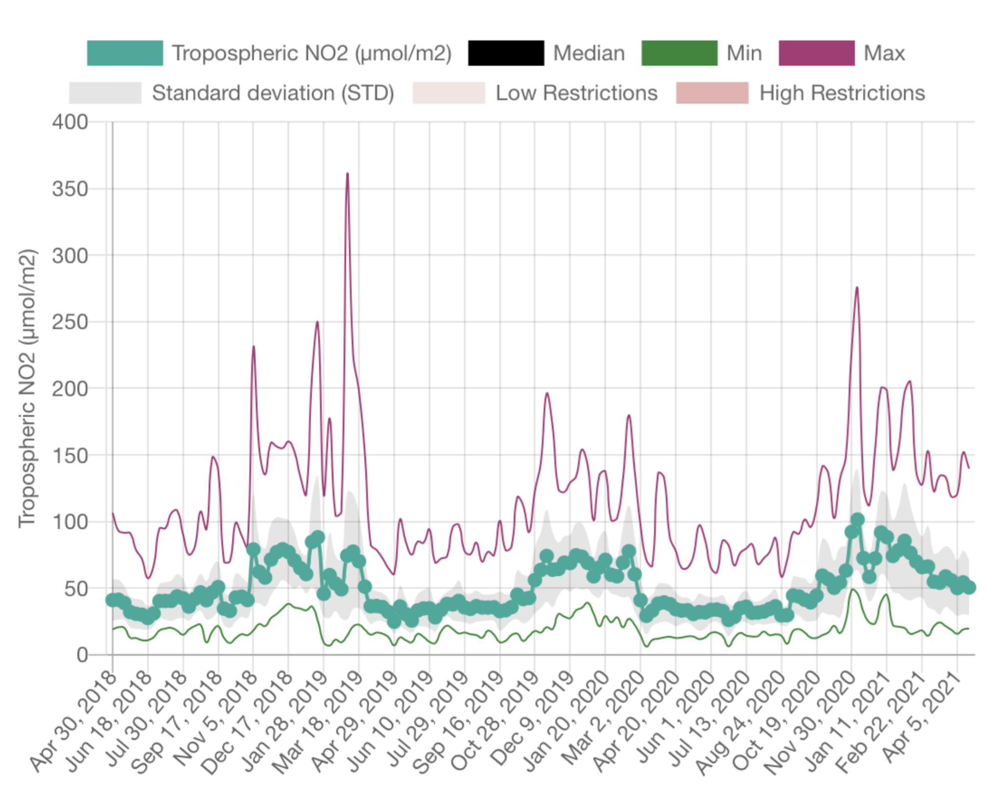 Tropospheric NO2 (µmol/m2) Median Min Max
Standard deviation (STD) Low Restrictions High Restrictions
Tropospheric NO2 (µmol/m2)
400
350
300
250
200
150
100
50
0
Apr 30, 2018
Jun 18, 2018
Jul 30, 2018
Sep 17, 2018
Nov 5, 2018
Dec 17, 2018
Jan 28, 2019
Mar 18, 2019
Apr 29, 2019
Jun 10, 2019
Jul 29, 2019
Sep 16, 2019
Oct 28, 2019
Dec 9, 2019
Jan 20, 2020
Mar 2, 2020
Apr 20, 2020
Jun 1, 2020
Jul 13, 2020
Aug 24, 2020
Oct 19, 2020
Nov 30, 2020
Jan 11, 2021
Feb 22, 2021
Apr 5, 2021